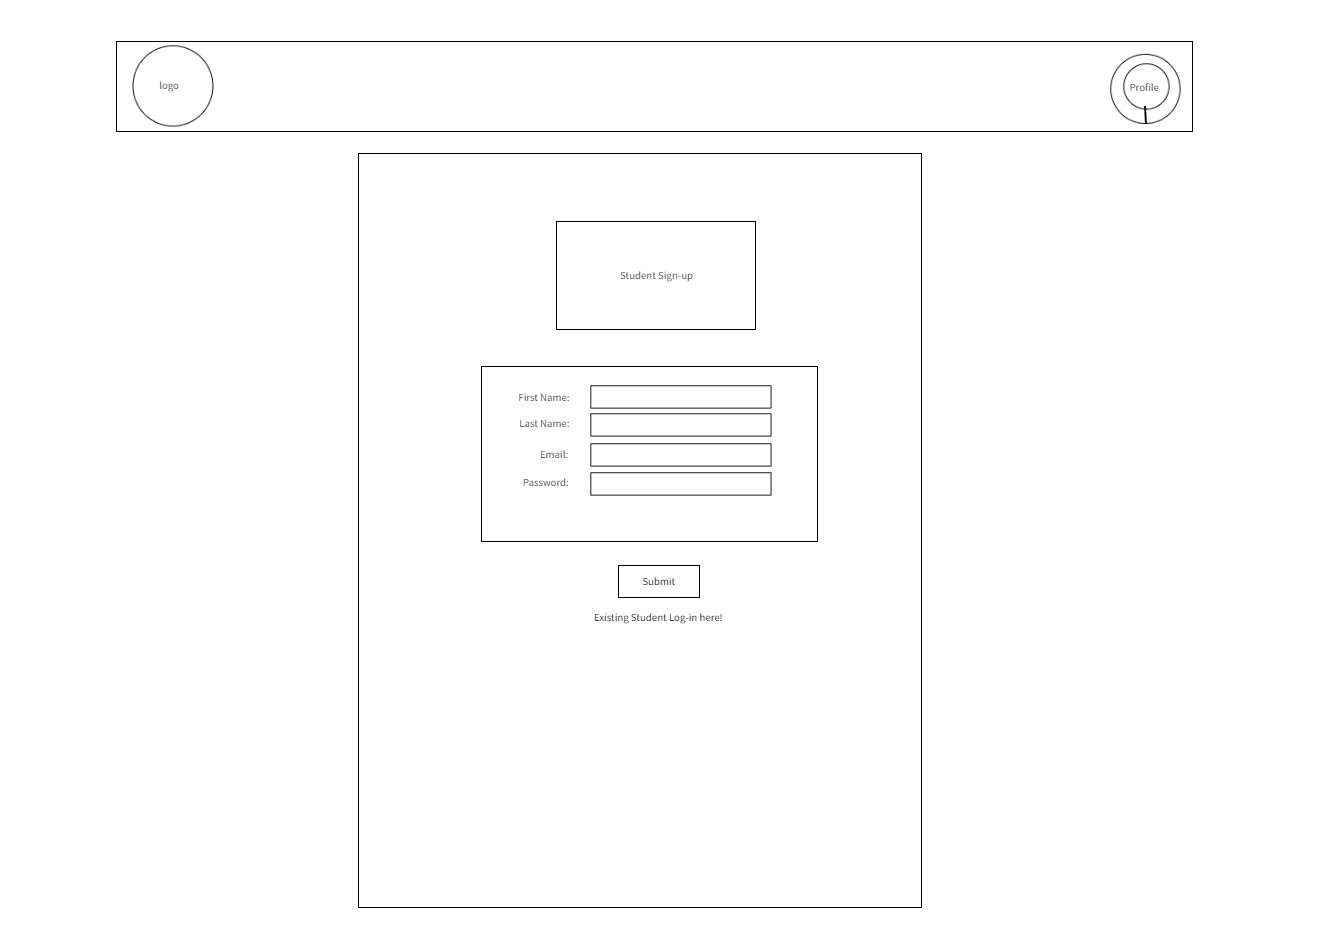 logo
Profile
Student Sign-up
First Name:
Last Name:
Email:
Password:
Submit
Existing Student Log-in here!